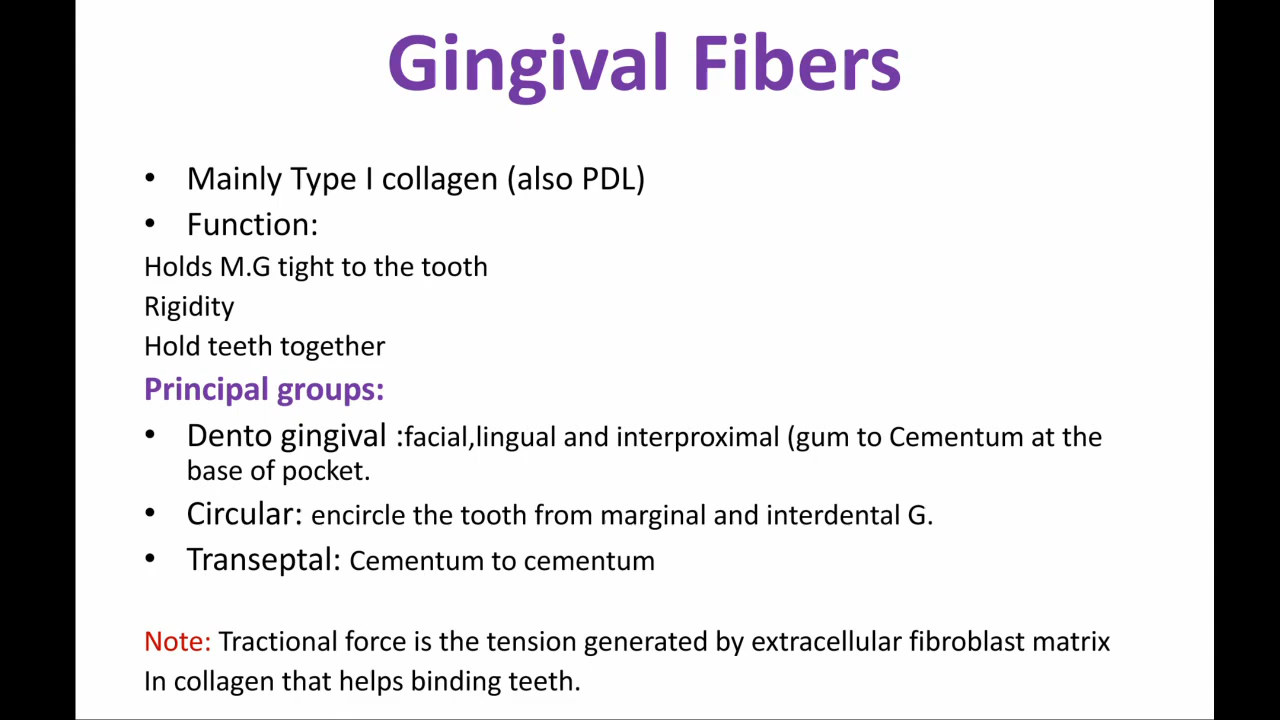 Gingival Fibers
• Mainly Type I collagen (also PDL)
• Function:
Holds M.G tight to the tooth
Rigidity
Hold teeth together
Principal groups:
• Dento gingival :facial,lingual and interproximal (gum to Cementum at the
base of pocket.
• Circular: encircle the tooth from marginal and interdental G.
• Transeptal: Cementum to cementum
Note: Tractional force is the tension generated by extracellular fibroblast matrix
In collagen that helps binding teeth.